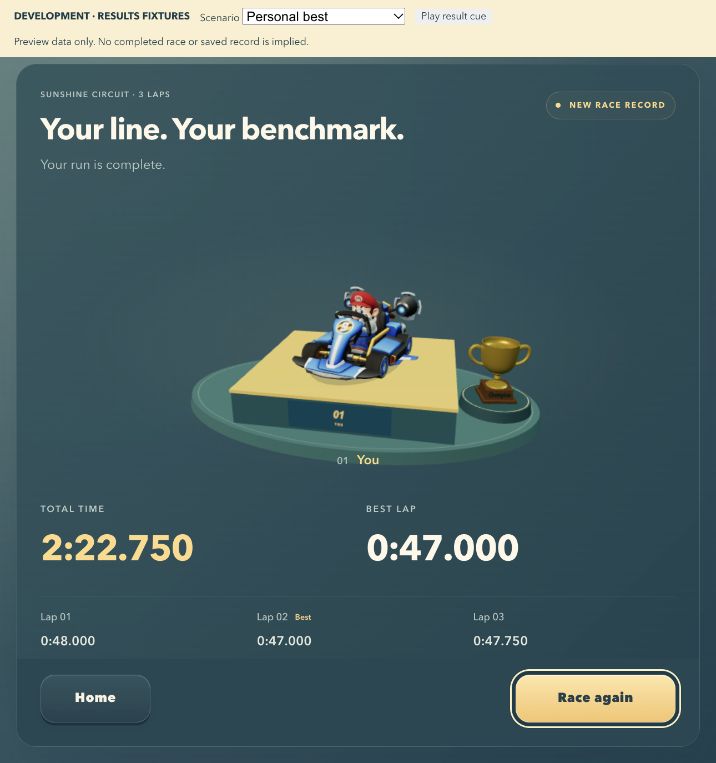 DEVELOPMENT · RESULTS FIXTURES Scenario Personal best Play result cue
Preview data only. No completed race or saved record is implied.
SUNSHINE CIRCUIT · 3 LAPS
NEW RACE RECORD
Your line. Your benchmark.
Your run is complete.
Champion
01
YOU
01 You
TOTAL TIME BEST LAP
2:22.750 0:47.000
Lap 01 Lap 02 Best Lap 03
0:48.000 0:47.000 0:47.750
Home Race again